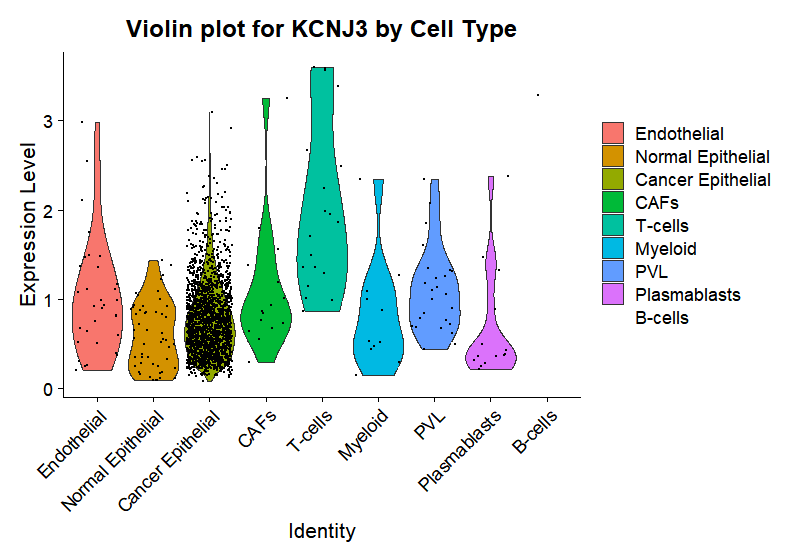 Violin plot for KCNJ3 by Cell Type
Expression Level
3
2
1
0
Endothelial
Normal Epithelial
Cancer Epithelial
CAFs
T-cells
Myeloid
PVL
Plasmablasts
B-cells
Identity
Endothelial
Normal Epithelial
Cancer Epithelial
CAFs
T-cells
Myeloid
PVL
Plasmablasts
B-cells